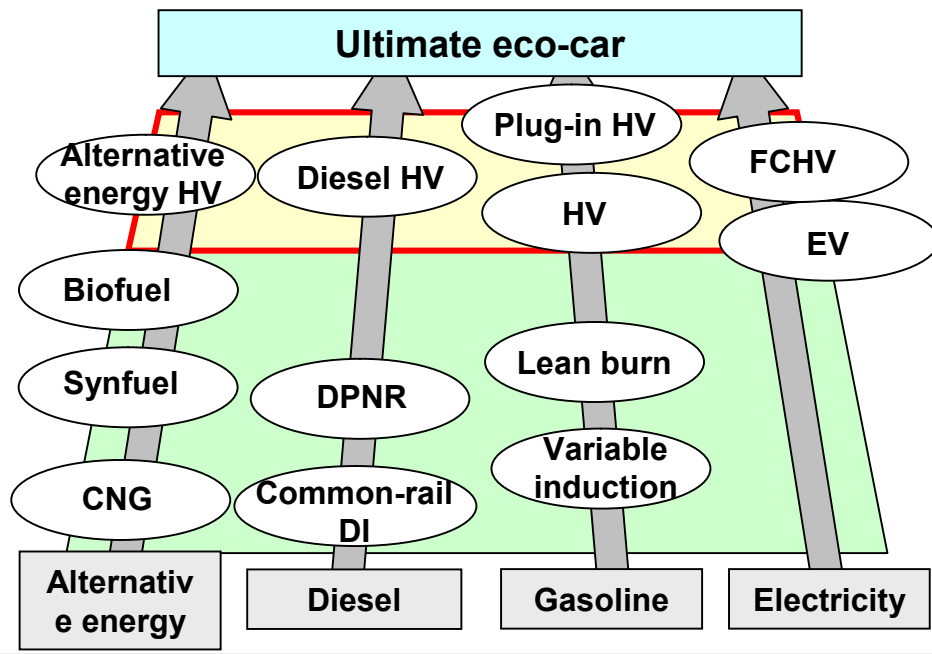 Ultimate eco-car
Plug-in HV
Alternative
energy HV
Diesel HV
FCHV
HV
EV
Biofuel
Lean burn
Synfuel
DPNR
Variable
induction
CNG
Common-rail
DI
Alternativ
e energy
Diesel
Gasoline
Electricity